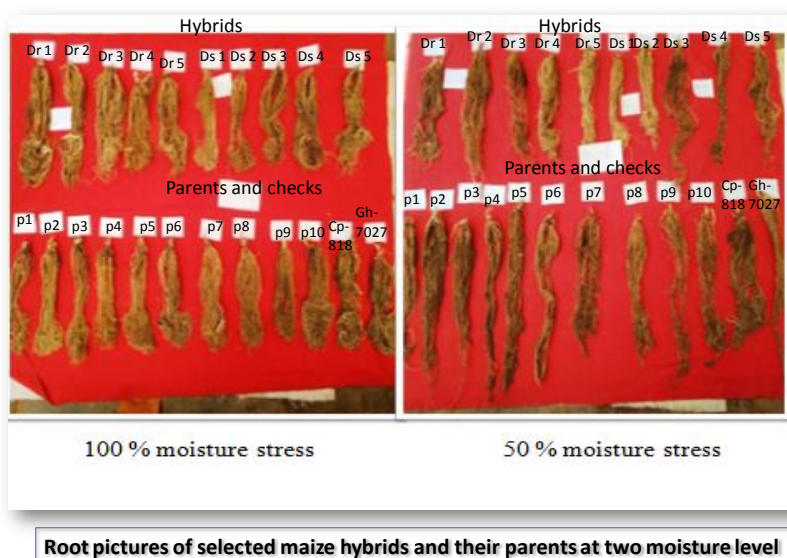 Hybrids
Dr 1 Dr 2 Dr 3 Dr 4 Dr 5 Ds 1 Ds 2 Ds 3 Ds 4 Ds 5
Parents and checks
p1 p2 p3 p4 p5 p6 p7 p8 p9 p10 Cp-818 Gh-7027
100 % moisture stress
Hybrids
Dr 1 Dr 2 Dr 3 Dr 4 Dr 5 Ds 1 Ds 2 Ds 3 Ds 4 Ds 5
Parents and checks
p1 p2 p3 p4 p5 p6 p7 p8 p9 p10 Cp-818 Gh-7027
50 % moisture stress
Root pictures of selected maize hybrids and their parents at two moisture level